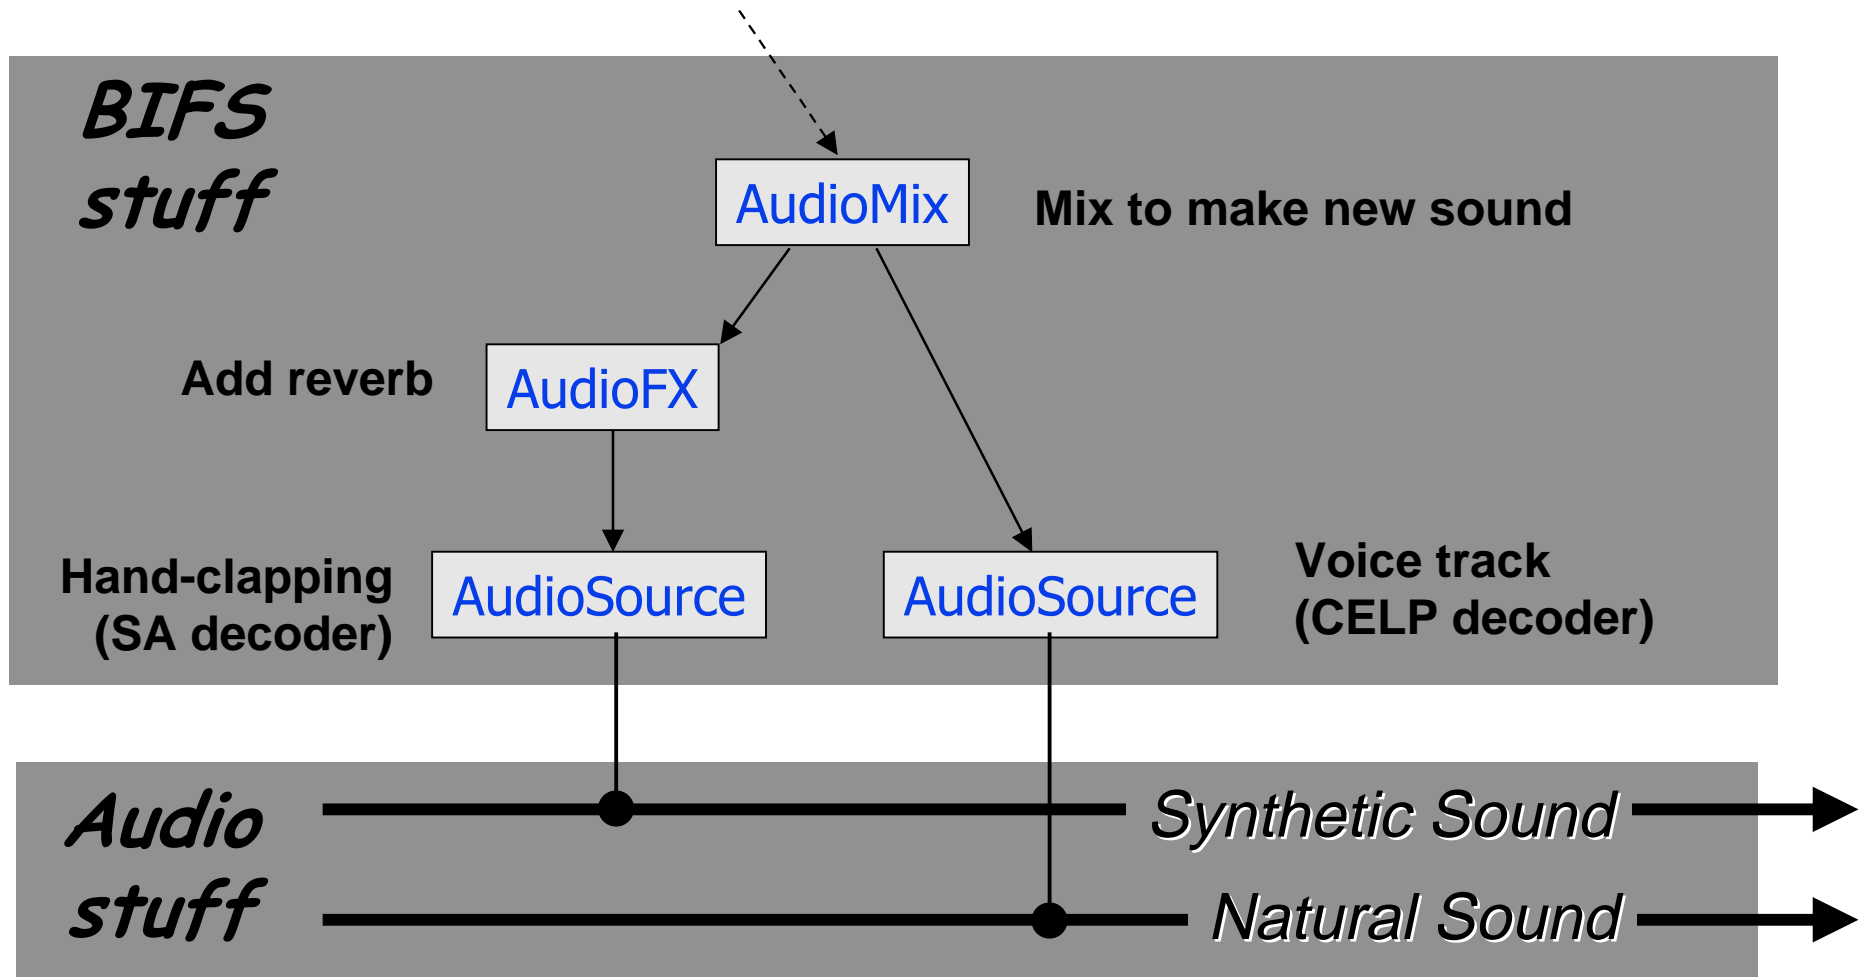 BIFS
stuff
AudioMix
Mix to make new sound
Add reverb
AudioFX
Hand-clapping
(SA decoder)
AudioSource
AudioSource
Voice track
(CELP decoder)
Audio
stuff
Synthetic Sound
Natural Sound